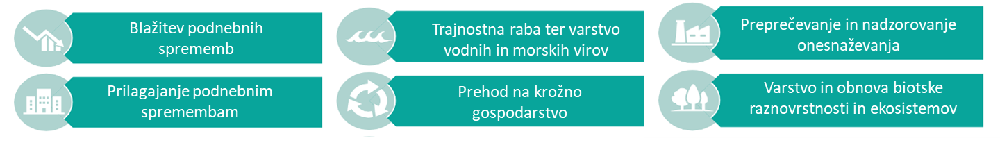 Blažitev podnebnih
sprememb
Prilagajanje podnebnim
spremembam
Trajnostna raba ter varstvo
vodnih in morskih virov
Prehod na krožno
gospodarstvo
Preprečevanje in nadzorovanje
onesnaževanja
Varstvo in obnova biotske
raznovrstnosti in ekosistemov